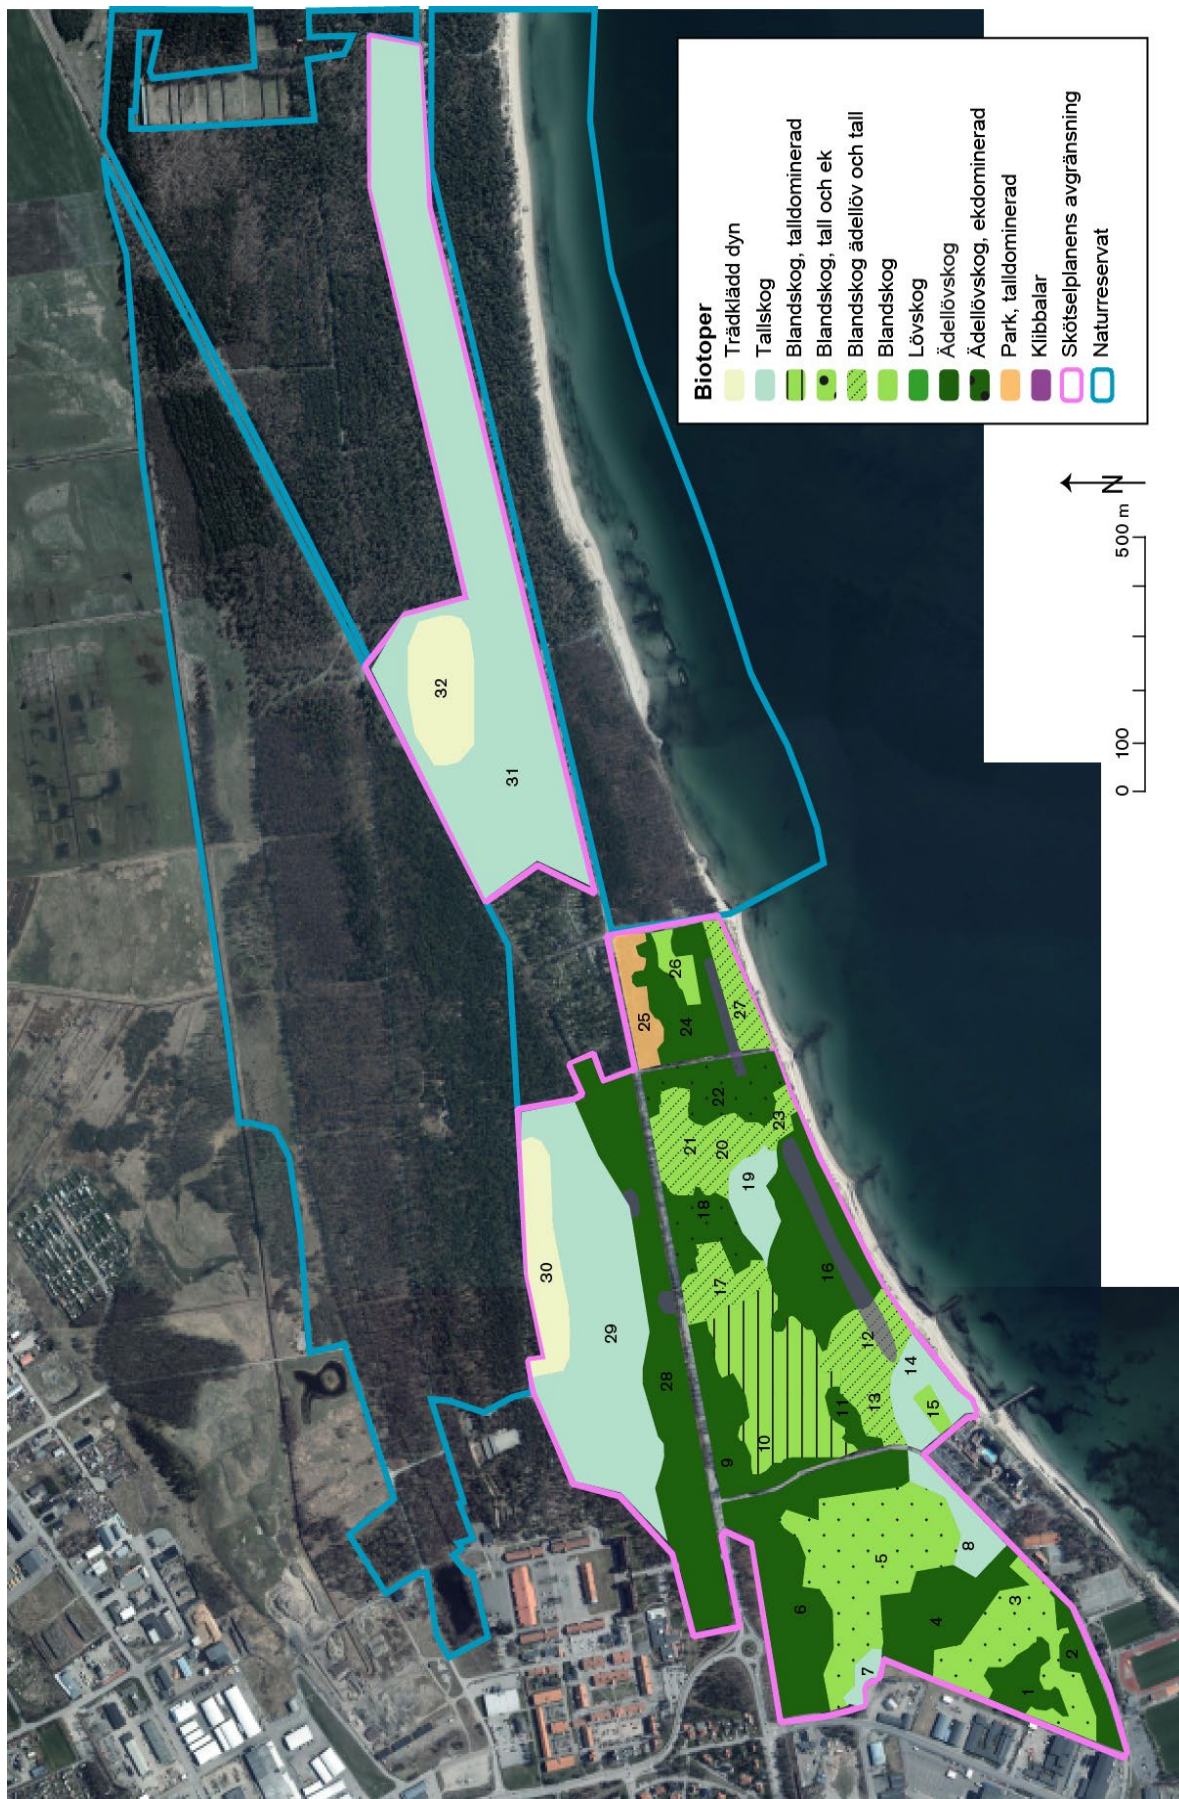 Biotoper
Trädklädd dyn
Tallskog
Blandskog, talldominerad
Blandskog, tall och ek
Blandskog ädellöv och tall
Blandskog
Lövskog
Ädellövskog
Ädellövskog, ekdominerad
Park, talldominerad
Klibbalar
Skötselplanens avgränsning
Naturreservat
N
0 100 500 m
1
2
3
4
5
6
7
8
9
10
11
12
13
14
15
16
17
18
19
20
21
22
23
24
25
26
27
28
29
30
31
32